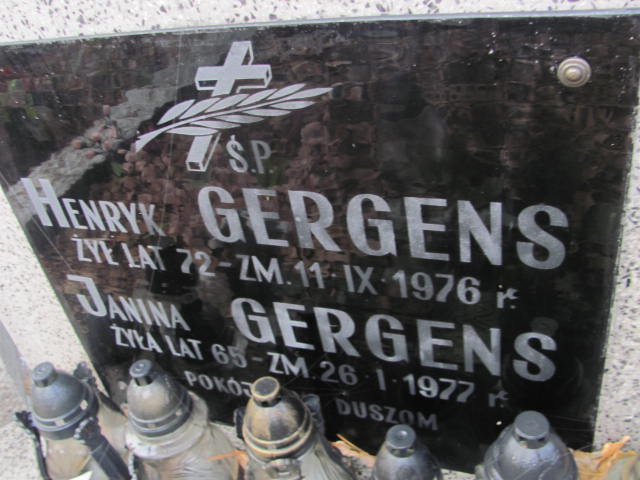 Ś.P
HENRYK GERGENS
ŻYŁ LAT 72-ZM.11.IX.1976 r.
JANINA GERGENS
ŻYŁA LAT 65-ZM.26.I.1977 r.
POKÓJ DUSZOM